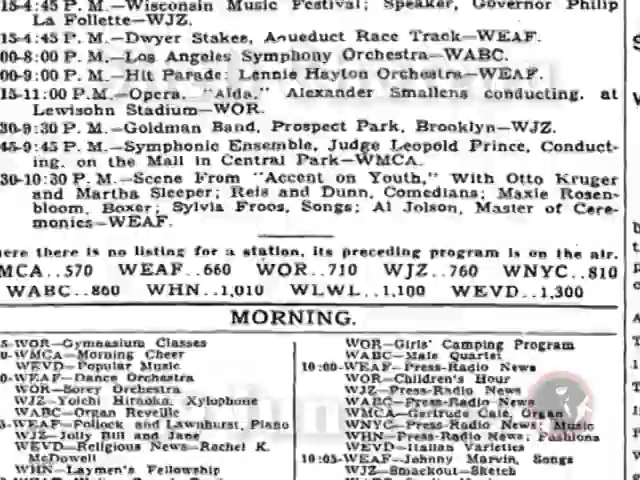 15-4:45 P. M.—Wisconsin Music Festival; Speaker, Governor Philip
La Follette—WJZ.
15-4:45 P. M.—Dwyer Stakes, Aqueduct Race Track—WEAF.
00-8:00 P. M.—Los Angeles Symphony Orchestra—WABC.
00-9:00 P. M.—Hit Parade; Lennie Hayton Orchestra—WEAF.
15-11:00 P. M.—Opera, "Aida," Alexander Smallens conducting, at
Lewisohn Stadium—WOR.
30-9:30 P. M.—Goldman Band, Prospect Park, Brooklyn—WJZ.
45-9:45 P. M.—Symphonic Ensemble, Judge Leopold Prince, Conduct-
ing, on the Mall in Central Park—WMCA.
30-10:30 P. M.—Scene From "Accent on Youth," With Otto Kruger
and Martha Sleeper; Reis and Dunn, Comedians; Maxie Rosen-
bloom, Boxer; Sylvia Froos, Songs; Al Jolson, Master of Cere-
monies—WEAF.
ere there is no listing for a station, its preceding program is on the air.
MCA..570 WEAF..660 WOR..710 WJZ..760 WNYC..810
WABC..860 WHN..1,010 WLWL..1,100 WEVD..1,300
MORNING.
5-WOR—Gymnasium Classes
0-WMCA—Morning Cheer
WEVD—Popular Music
0-WEAF—Dance Orchestra
WOR—Sorey Orchestra
WJZ—Yoichi Hiraoka, Xylophone
WABC—Organ Reveille
5-WEAF—Pollock and Lawnhurst, Piano
WJZ—Jolly Bill and Jane
WEVD—Religious News—Rachel K.
McDowell
WHN—Laymen's Fellowship
WOR—Girls' Camping Program
WABC—Male Quartet
10:00-WEAF—Press-Radio News
WOR—Children's Hour
WJZ—Press-Radio News
WABC—Press-Radio News
WMCA—Gertrude Cale, Organ
WNYC—Press-Radio News; Music
WHN—Press-Radio News; Fashions
WEVD—Italian Varieties
10:05-WEAF—Johnny Marvin, Songs
WJZ—Smackout—Sketch